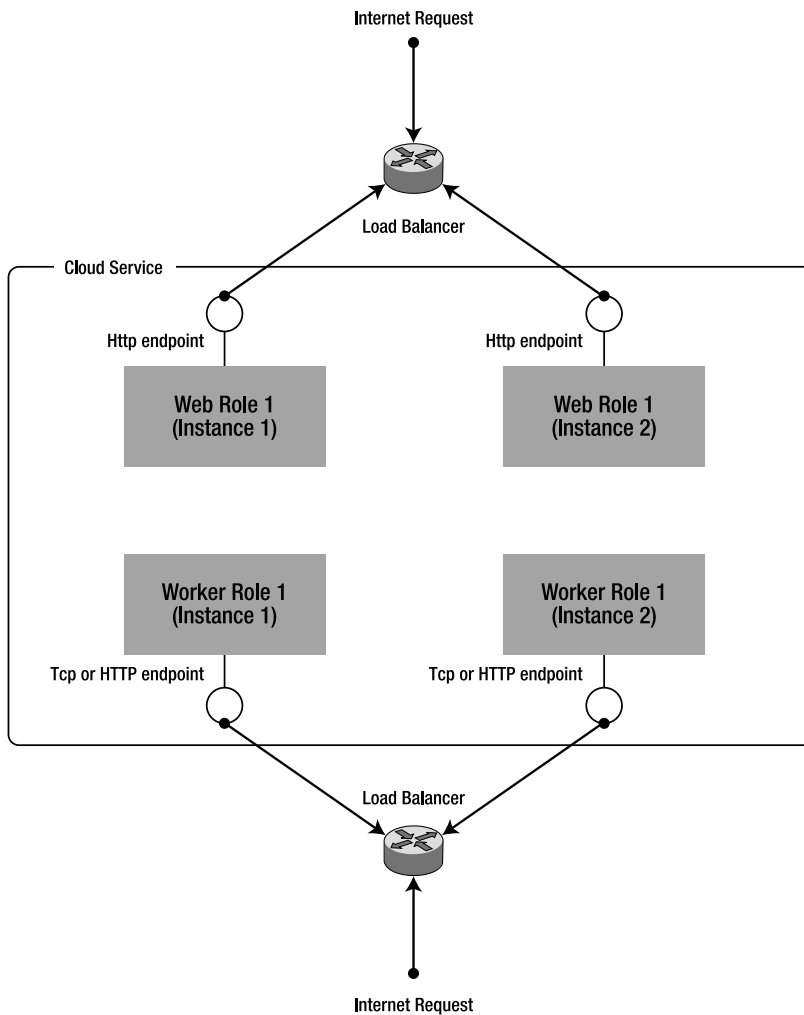 Internet Request
Load Balancer
Cloud Service
Http endpoint
Http endpoint
Web Role 1
(Instance 1)
Web Role 1
(Instance 2)
Worker Role 1
(Instance 1)
Worker Role 1
(Instance 2)
Tcp or HTTP endpoint
Tcp or HTTP endpoint
Load Balancer
Internet Request